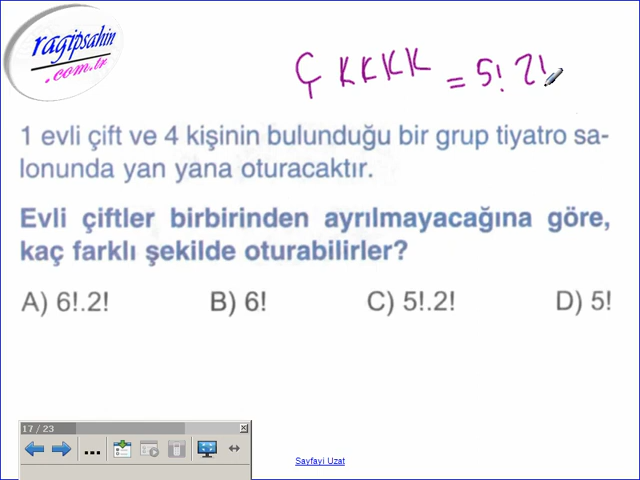 ragipsahin
.com.tr
Ç K K K K = 5! 2!
1 evli çift ve 4 kişinin bulunduğu bir grup tiyatro sa-
lonunda yan yana oturacaktır.
Evli çiftler birbirinden ayrılmayacağına göre,
kaç farklı şekilde oturabilirler?
A) 6!.2! B) 6! C) 5!.2! D) 5!
17 / 23
Sayfayi Uzat